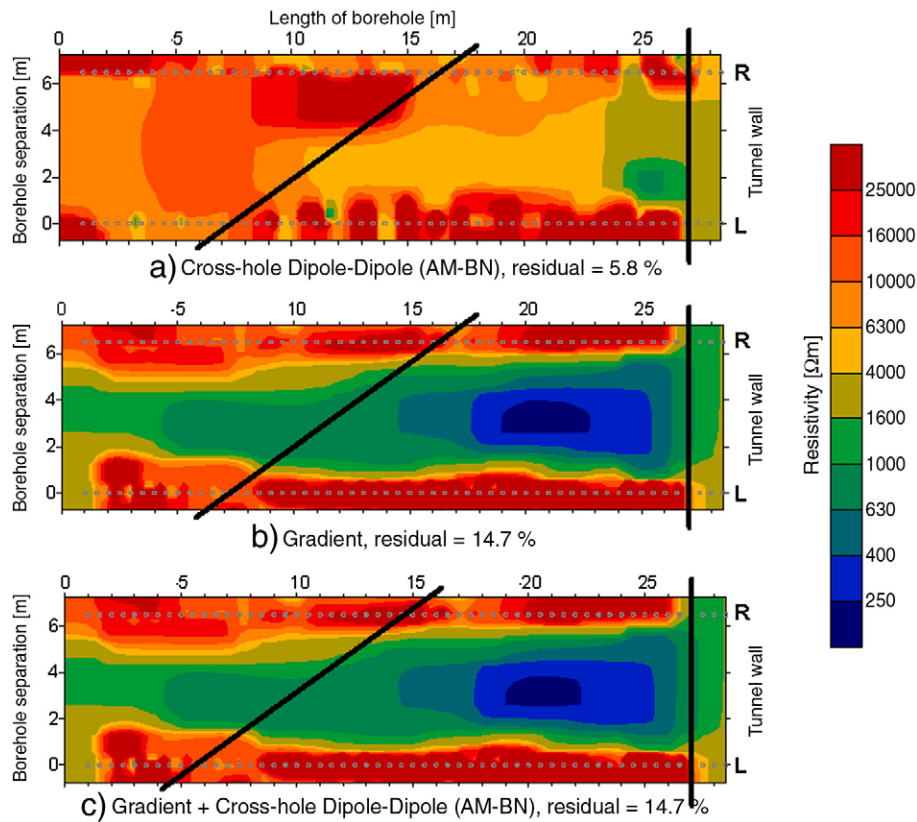 Length of borehole [m]
0 5 10 15 20 25
Borehole separation [m]
6
4
2
0
R
Tunnel wall
L
a) Cross-hole Dipole-Dipole (AM-BN), residual = 5.8 %
0 5 10 15 20 25
Borehole separation [m]
6
4
2
0
R
Tunnel wall
L
b) Gradient, residual = 14.7 %
0 5 10 15 20 25
Borehole separation [m]
6
4
2
0
R
Tunnel wall
L
c) Gradient + Cross-hole Dipole-Dipole (AM-BN), residual = 14.7 %
Resistivity [Ωm]
25000
16000
10000
6300
4000
1600
1000
630
400
250